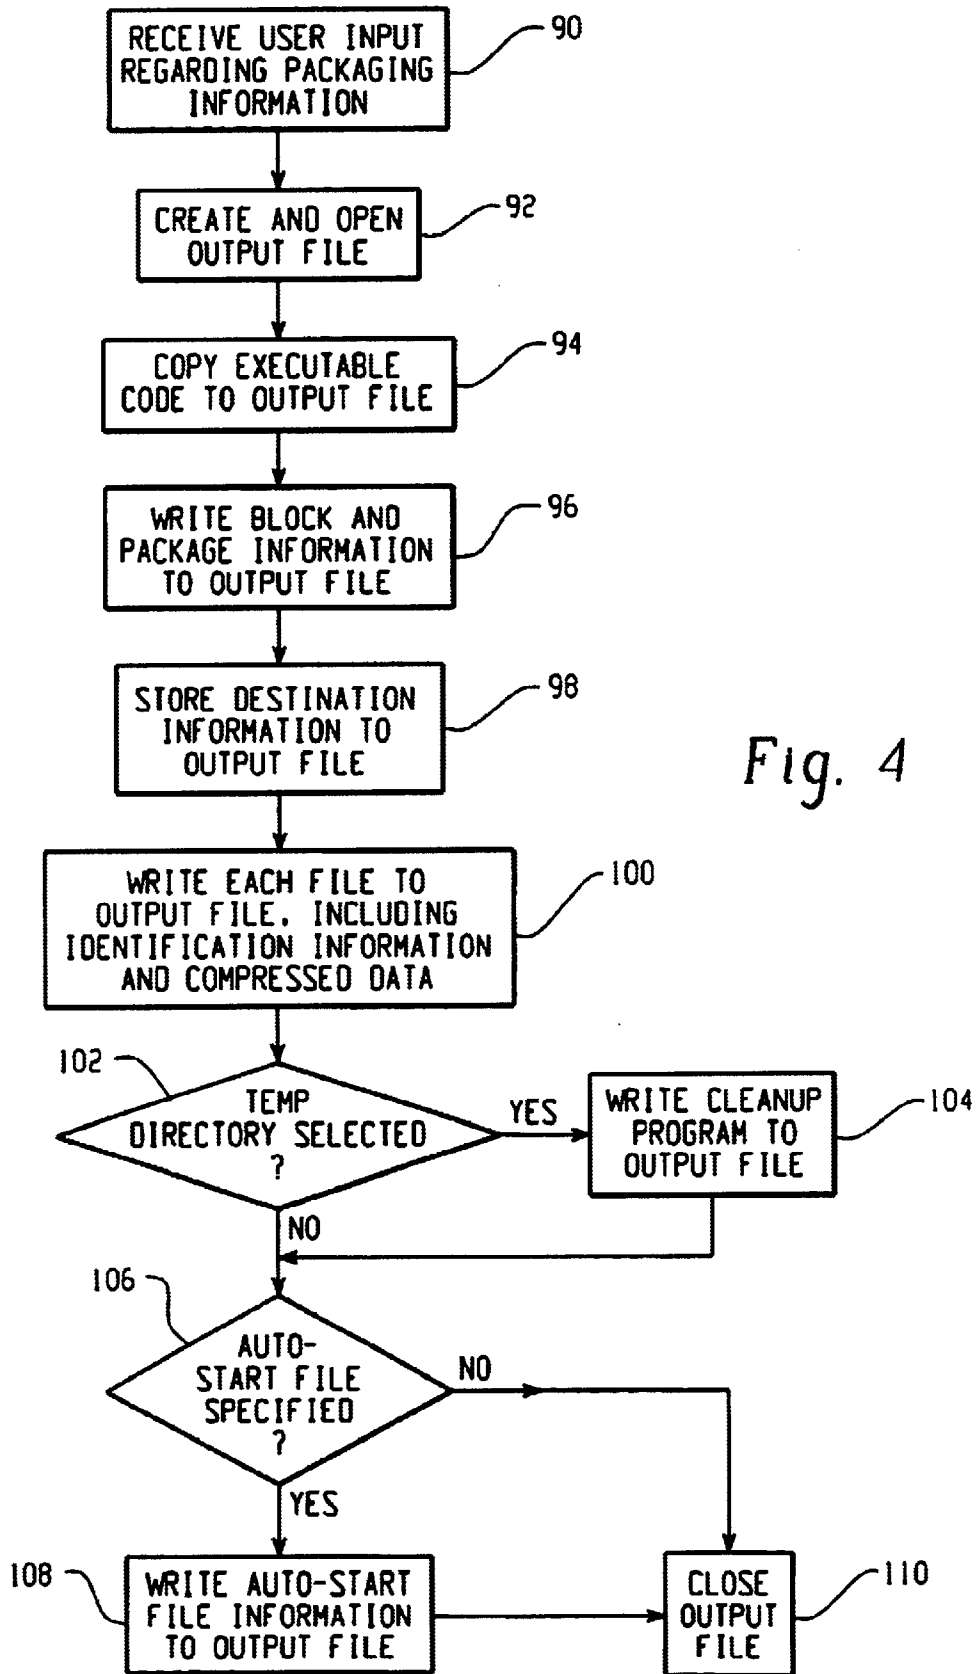 RECEIVE USER INPUT
REGARDING PACKAGING
INFORMATION
90
CREATE AND OPEN
OUTPUT FILE
92
COPY EXECUTABLE
CODE TO OUTPUT FILE
94
WRITE BLOCK AND
PACKAGE INFORMATION
TO OUTPUT FILE
96
STORE DESTINATION
INFORMATION TO
OUTPUT FILE
98
Fig. 4
WRITE EACH FILE TO
OUTPUT FILE, INCLUDING
IDENTIFICATION INFORMATION
AND COMPRESSED DATA
100
102
TEMP
DIRECTORY SELECTED
?
YES
WRITE CLEANUP
PROGRAM TO
OUTPUT FILE
104
NO
106
AUTO-
START FILE
SPECIFIED
?
NO
YES
108
WRITE AUTO-START
FILE INFORMATION
TO OUTPUT FILE
CLOSE
OUTPUT
FILE
110